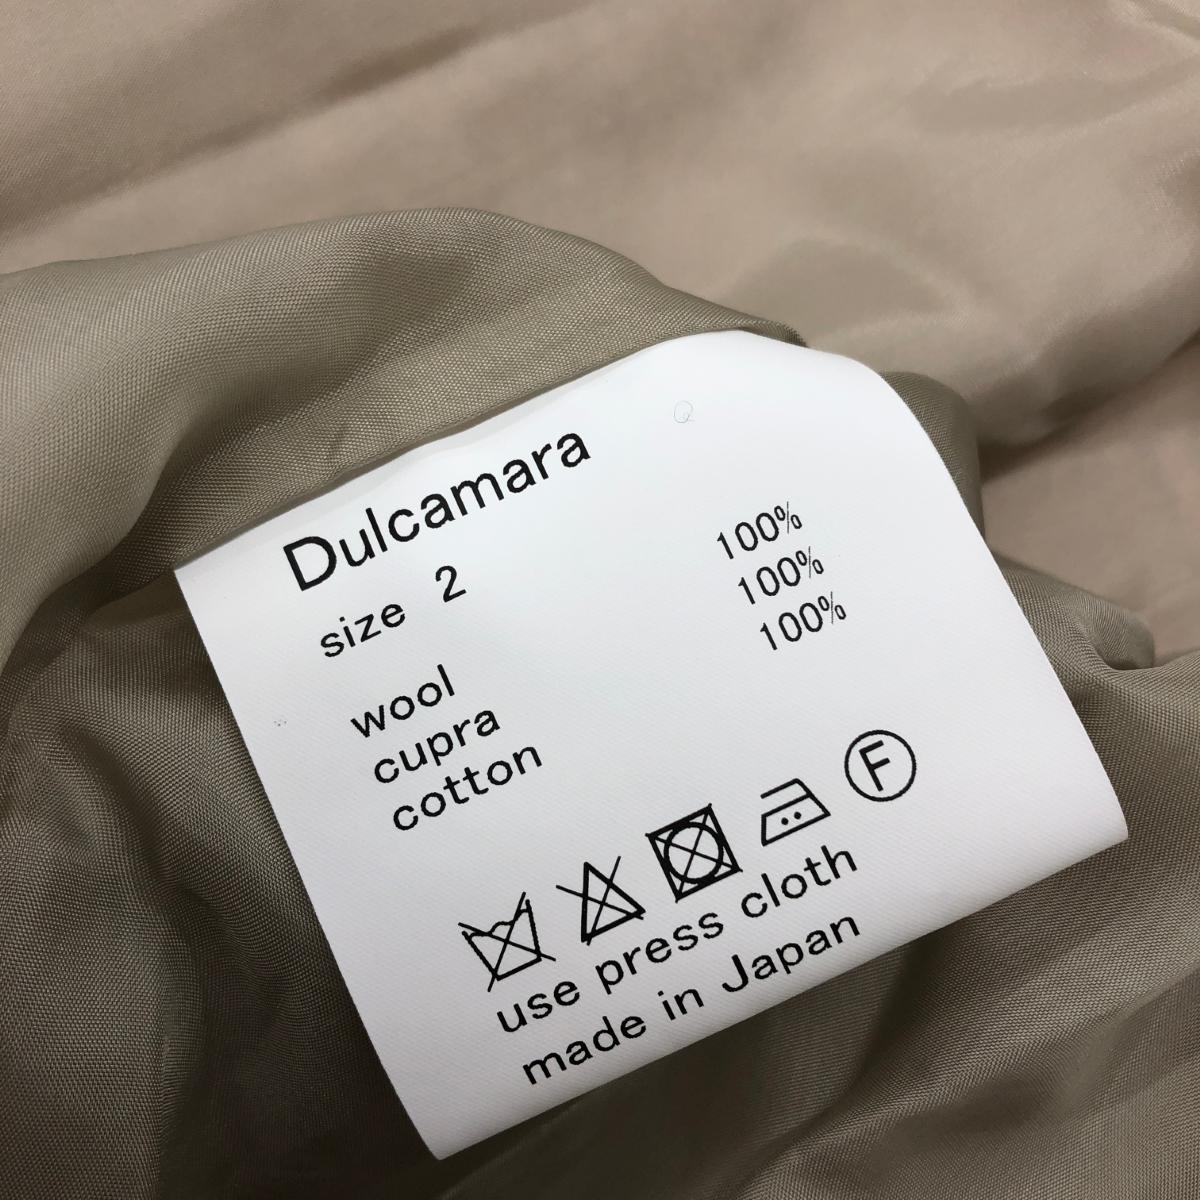 Dulcamara
size 2
wool 100%
cupra 100%
cotton 100%
F
use press cloth
made in Japan